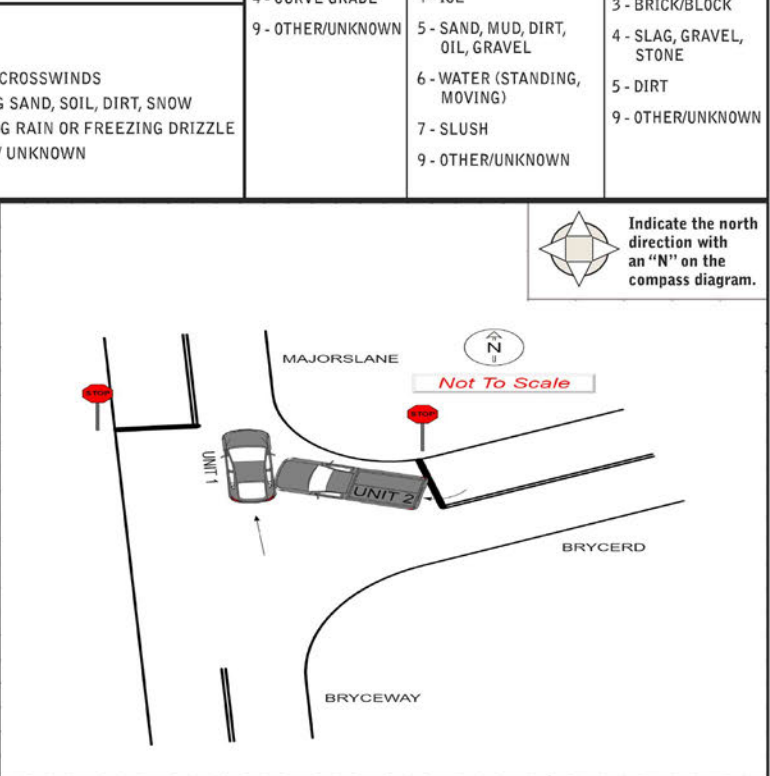 9 - OTHER/UNKNOWN
CROSSWINDS
SAND, SOIL, DIRT, SNOW
G RAIN OR FREEZING DRIZZLE
/ UNKNOWN
5 - SAND, MUD, DIRT,
OIL, GRAVEL
6 - WATER (STANDING,
MOVING)
7 - SLUSH
9 - OTHER/UNKNOWN
3 - BRICK/BLOCK
4 - SLAG, GRAVEL,
STONE
5 - DIRT
9 - OTHER/UNKNOWN
Indicate the north
direction with
an “N” on the
compass diagram.
MAJORSLANE
N
Not To Scale
STOP
STOP
UNIT 1
UNIT 2
BRYCERD
BRYCEWAY